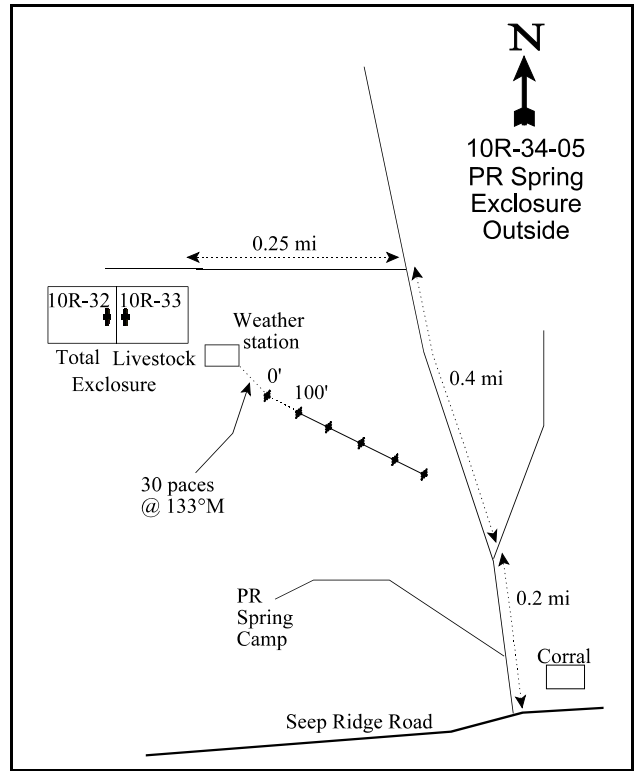 N
10R-34-05
PR Spring
Exclosure
Outside
0.25 mi
10R-32
10R-33
Total Livestock
Exclosure
Weather
station
0'
100'
0.4 mi
30 paces
@ 133°M
PR
Spring
Camp
0.2 mi
Corral
Seep Ridge Road